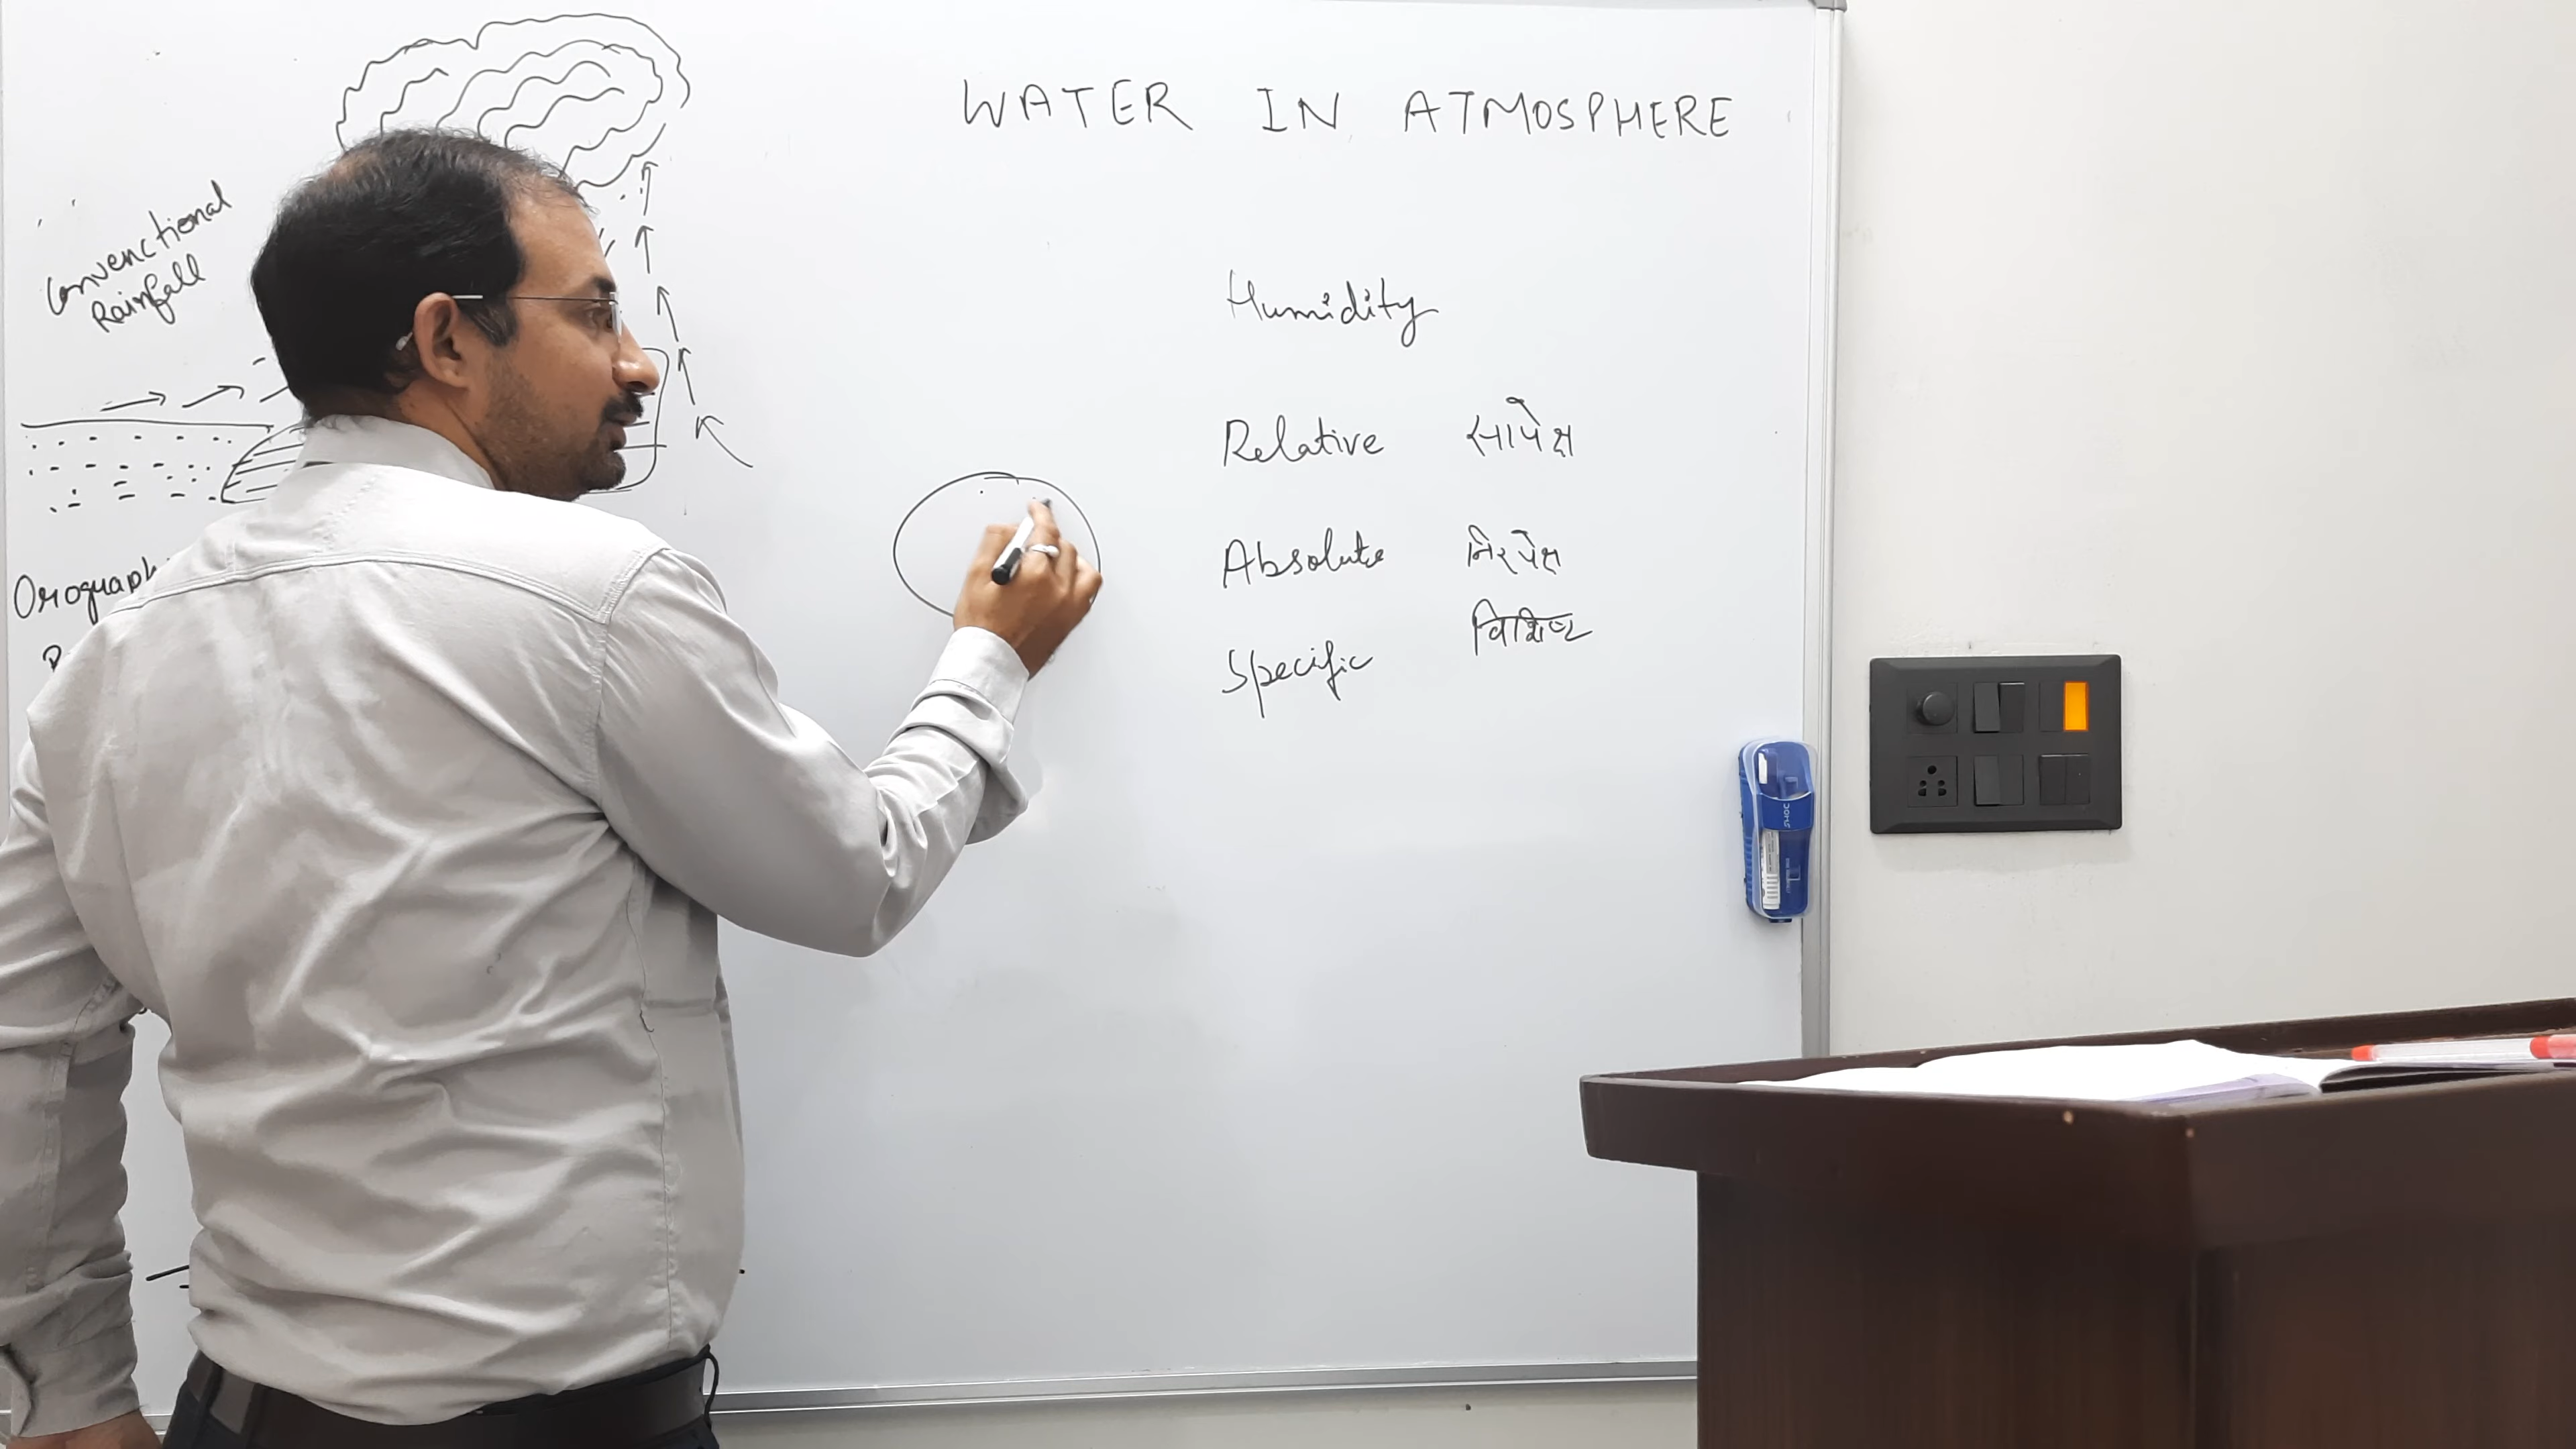 WATER IN ATMOSPHERE
Convenctional
Rainfall
Humidity
Relative सापेक्ष
Absolute निरपेक्ष
Specific विशिष्ट
Orograph